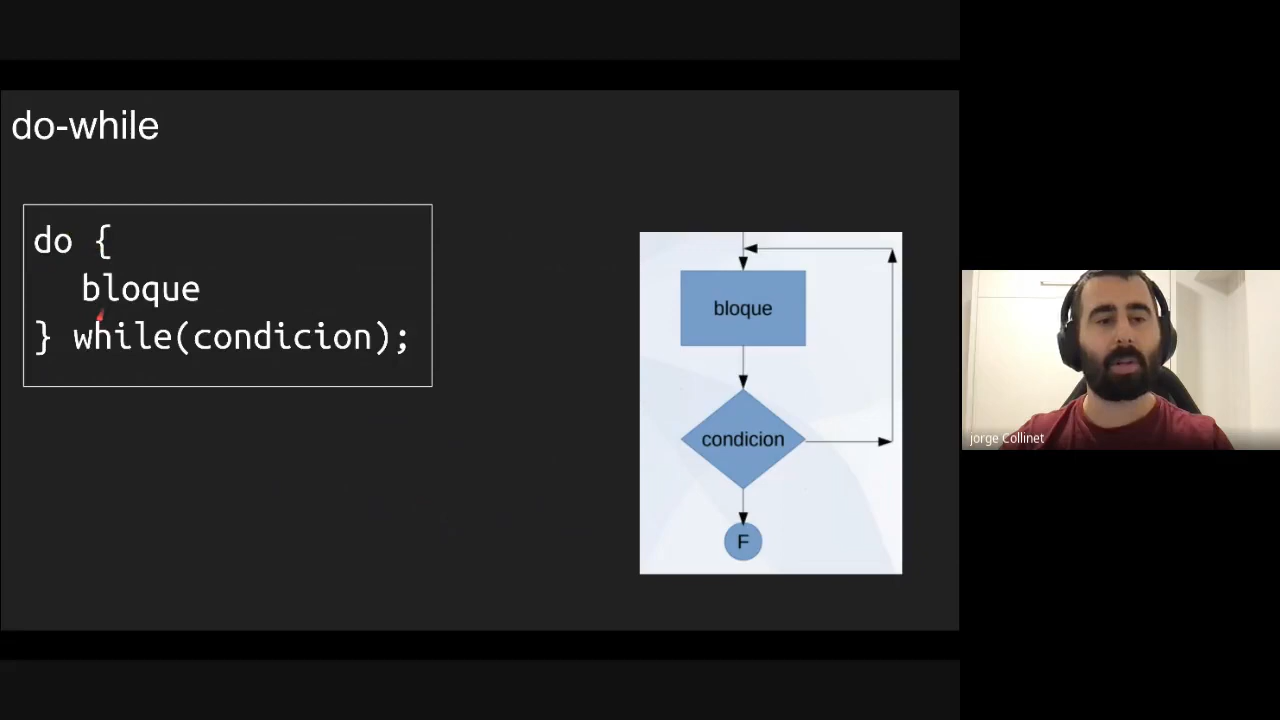 do-while
do {
bloque
} while(condicion);
bloque
condicion
F
jorge Collinet